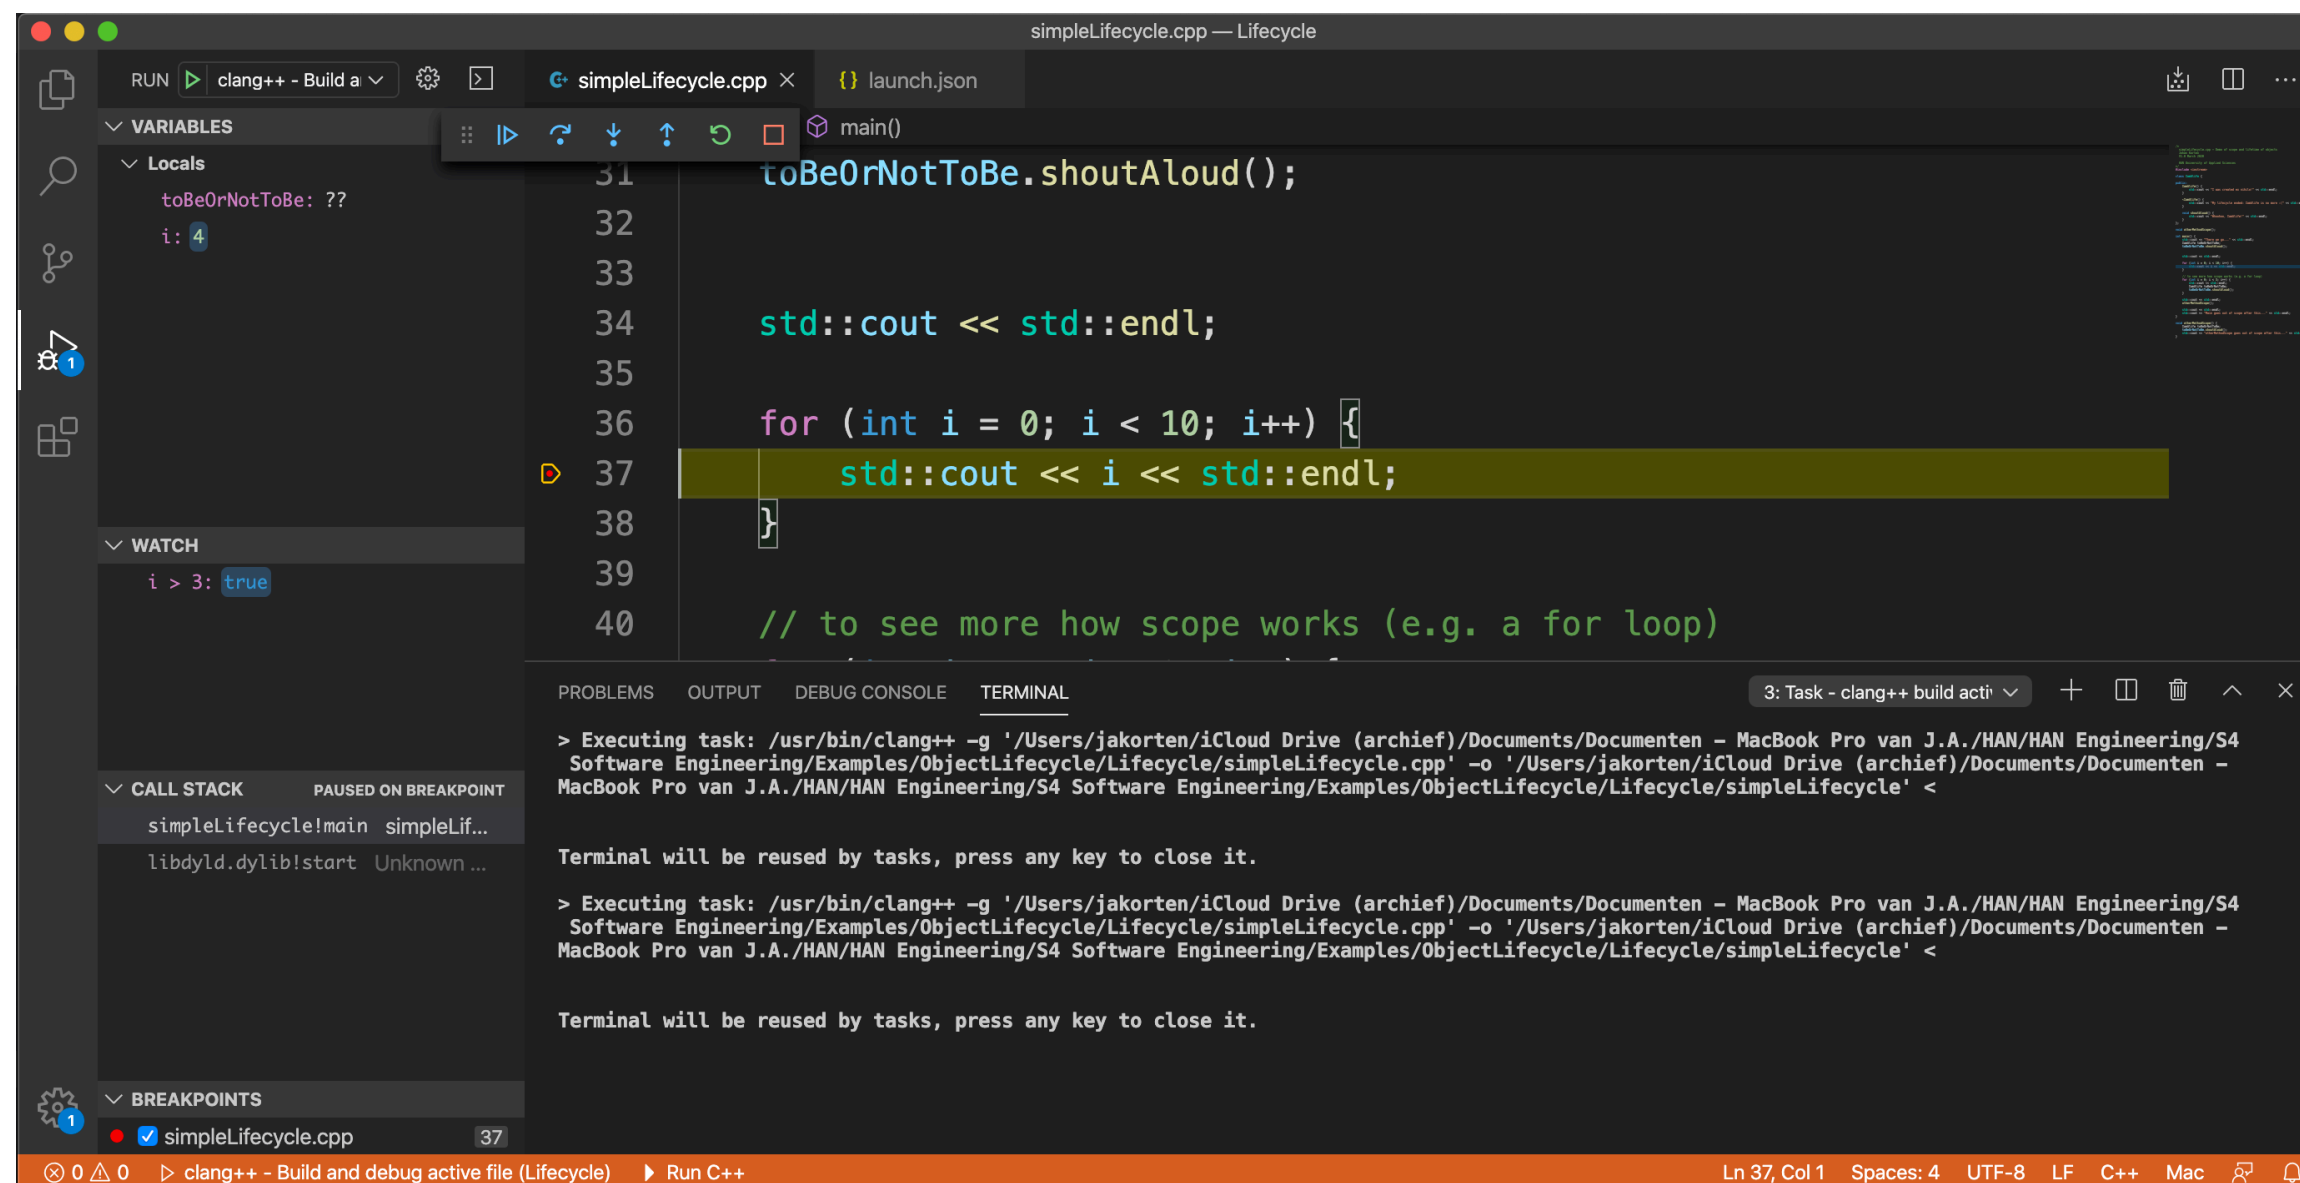 simpleLifecycle.cpp — Lifecycle
RUN clang++ - Build a
simpleLifecycle.cpp
{} launch.json
VARIABLES
Locals
toBeOrNotToBe: ??
i: 4
WATCH
i > 3: true
CALL STACK PAUSED ON BREAKPOINT
simpleLifecycle!main simpleLif...
libdyld.dylib!start Unknown ...
BREAKPOINTS
simpleLifecycle.cpp 37
1
1
main()
31 toBeOrNotToBe.shoutAloud();
32
33
34 std::cout << std::endl;
35
36 for (int i = 0; i < 10; i++) {
37 std::cout << i << std::endl;
38 }
39
40 // to see more how scope works (e.g. a for loop)
PROBLEMS OUTPUT DEBUG CONSOLE TERMINAL 3: Task - clang++ build acti
> Executing task: /usr/bin/clang++ -g '/Users/jakorten/iCloud Drive (archief)/Documents/Documenten – MacBook Pro van J.A./HAN/HAN Engineering/S4
Software Engineering/Examples/ObjectLifecycle/Lifecycle/simpleLifecycle.cpp' -o '/Users/jakorten/iCloud Drive (archief)/Documents/Documenten –
MacBook Pro van J.A./HAN/HAN Engineering/S4 Software Engineering/Examples/ObjectLifecycle/Lifecycle/simpleLifecycle' <
Terminal will be reused by tasks, press any key to close it.
> Executing task: /usr/bin/clang++ -g '/Users/jakorten/iCloud Drive (archief)/Documents/Documenten – MacBook Pro van J.A./HAN/HAN Engineering/S4
Software Engineering/Examples/ObjectLifecycle/Lifecycle/simpleLifecycle.cpp' -o '/Users/jakorten/iCloud Drive (archief)/Documents/Documenten –
MacBook Pro van J.A./HAN/HAN Engineering/S4 Software Engineering/Examples/ObjectLifecycle/Lifecycle/simpleLifecycle' <
Terminal will be reused by tasks, press any key to close it.
0 0 clang++ - Build and debug active file (Lifecycle) Run C++ Ln 37, Col 1 Spaces: 4 UTF-8 LF C++ Mac